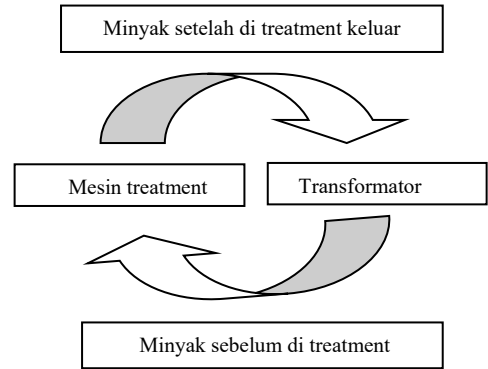 Minyak setelah di treatment keluar
Mesin treatment
Transformator
Minyak sebelum di treatment